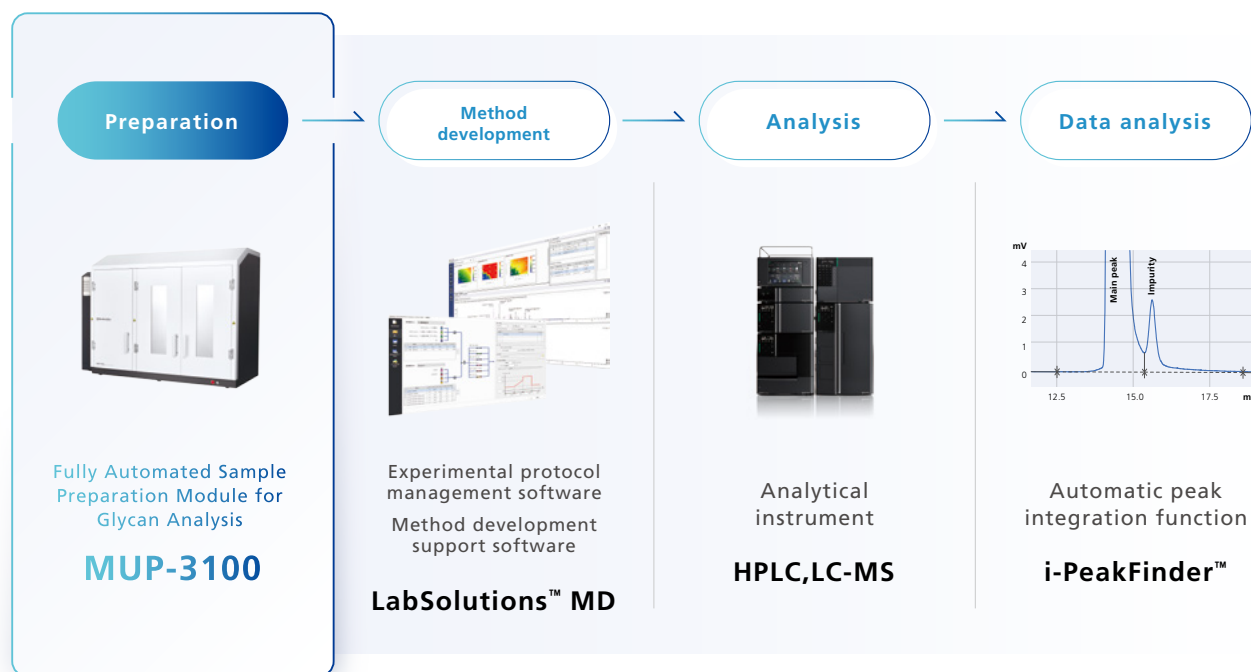 Preparation
Method
development
Analysis
Data analysis
mV
4
3
2
1
0
Main peak
Impurity
12.5
15.0
17.5
Fully Automated Sample
Preparation Module for
Glycan Analysis
MUP-3100
Experimental protocol
management software
Method development
support software
LabSolutions™ MD
Analytical
instrument
HPLC,LC-MS
Automatic peak
integration function
i-PeakFinder™